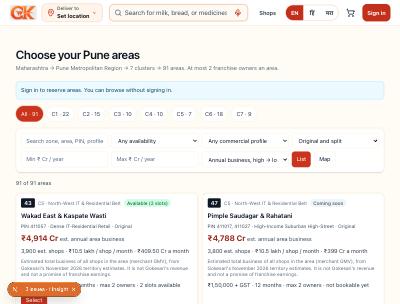 GK
Deliver to
Set location
Search for milk, bread, or medicines
Shops
EN
हिं
मरा
Sign in
Choose your Pune areas
Maharashtra → Pune Metropolitan Region → 7 clusters → 91 areas. At most 2 franchise owners an area.
Sign in to reserve areas. You can browse without signing in.
All · 91
C1 · 22
C2 · 15
C3 · 10
C4 · 10
C5 · 7
C6 · 18
C7 · 9
Search zone, area, PIN, profile
Any availability
Any commercial profile
Original and split
Min ₹ Cr / year
Max ₹ Cr / year
Annual business, high → lo
List
Map
91 of 91 areas
43 C5 · North-West IT & Residential Belt Available (2 slots)
Wakad East & Kaspate Wasti
PIN 411057 · Dense IT-Residential Retail · Original
₹4,914 Cr est. annual area business
3,900 est. shops · ₹10.5 lakh / shop / month · ₹409.50 Cr a month
Estimated total business of all shops in the area (merchant GMV), from Gokesari's November 2026 territory estimates. It is not Gokesari's revenue and not a promise of franchise earnings.
months · max 2 owners · 2 slots available
Select
47 C5 · North-West IT & Residential Belt Coming soon
Pimple Saudagar & Rahatani
PIN 411017, 411027 · High-Income Suburban High-Street · Original
₹4,788 Cr est. annual area business
3,800 est. shops · ₹10.5 lakh / shop / month · ₹399 Cr a month
Estimated total business of all shops in the area (merchant GMV), from Gokesari's November 2026 territory estimates. It is not Gokesari's revenue and not a promise of franchise earnings.
₹1,50,000 + GST · 12 months · max 2 owners · not bookable yet
3 issues · 1 insight